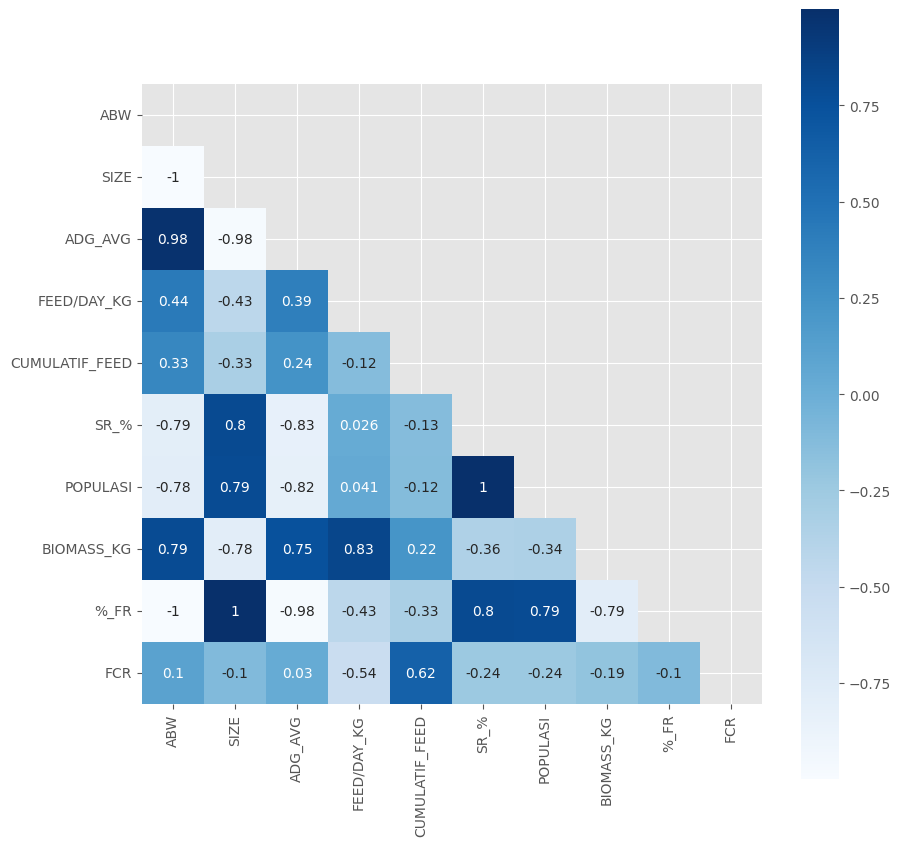 ABW
SIZE -1
ADG_AVG 0.98 -0.98
FEED/DAY_KG 0.44 -0.43 0.39
CUMULATIF_FEED 0.33 -0.33 0.24 -0.12
SR_% -0.79 0.8 -0.83 0.026 -0.13
POPULASI -0.78 0.79 -0.82 0.041 -0.12 1
BIOMASS_KG 0.79 -0.78 0.75 0.83 0.22 -0.36 -0.34
%_FR -1 1 -0.98 -0.43 -0.33 0.8 0.79 -0.79
FCR 0.1 -0.1 0.03 -0.54 0.62 -0.24 -0.24 -0.19 -0.1
ABW SIZE ADG_AVG FEED/DAY_KG CUMULATIF_FEED SR_% POPULASI BIOMASS_KG %_FR FCR
0.75
0.50
0.25
0.00
−0.25
−0.50
−0.75